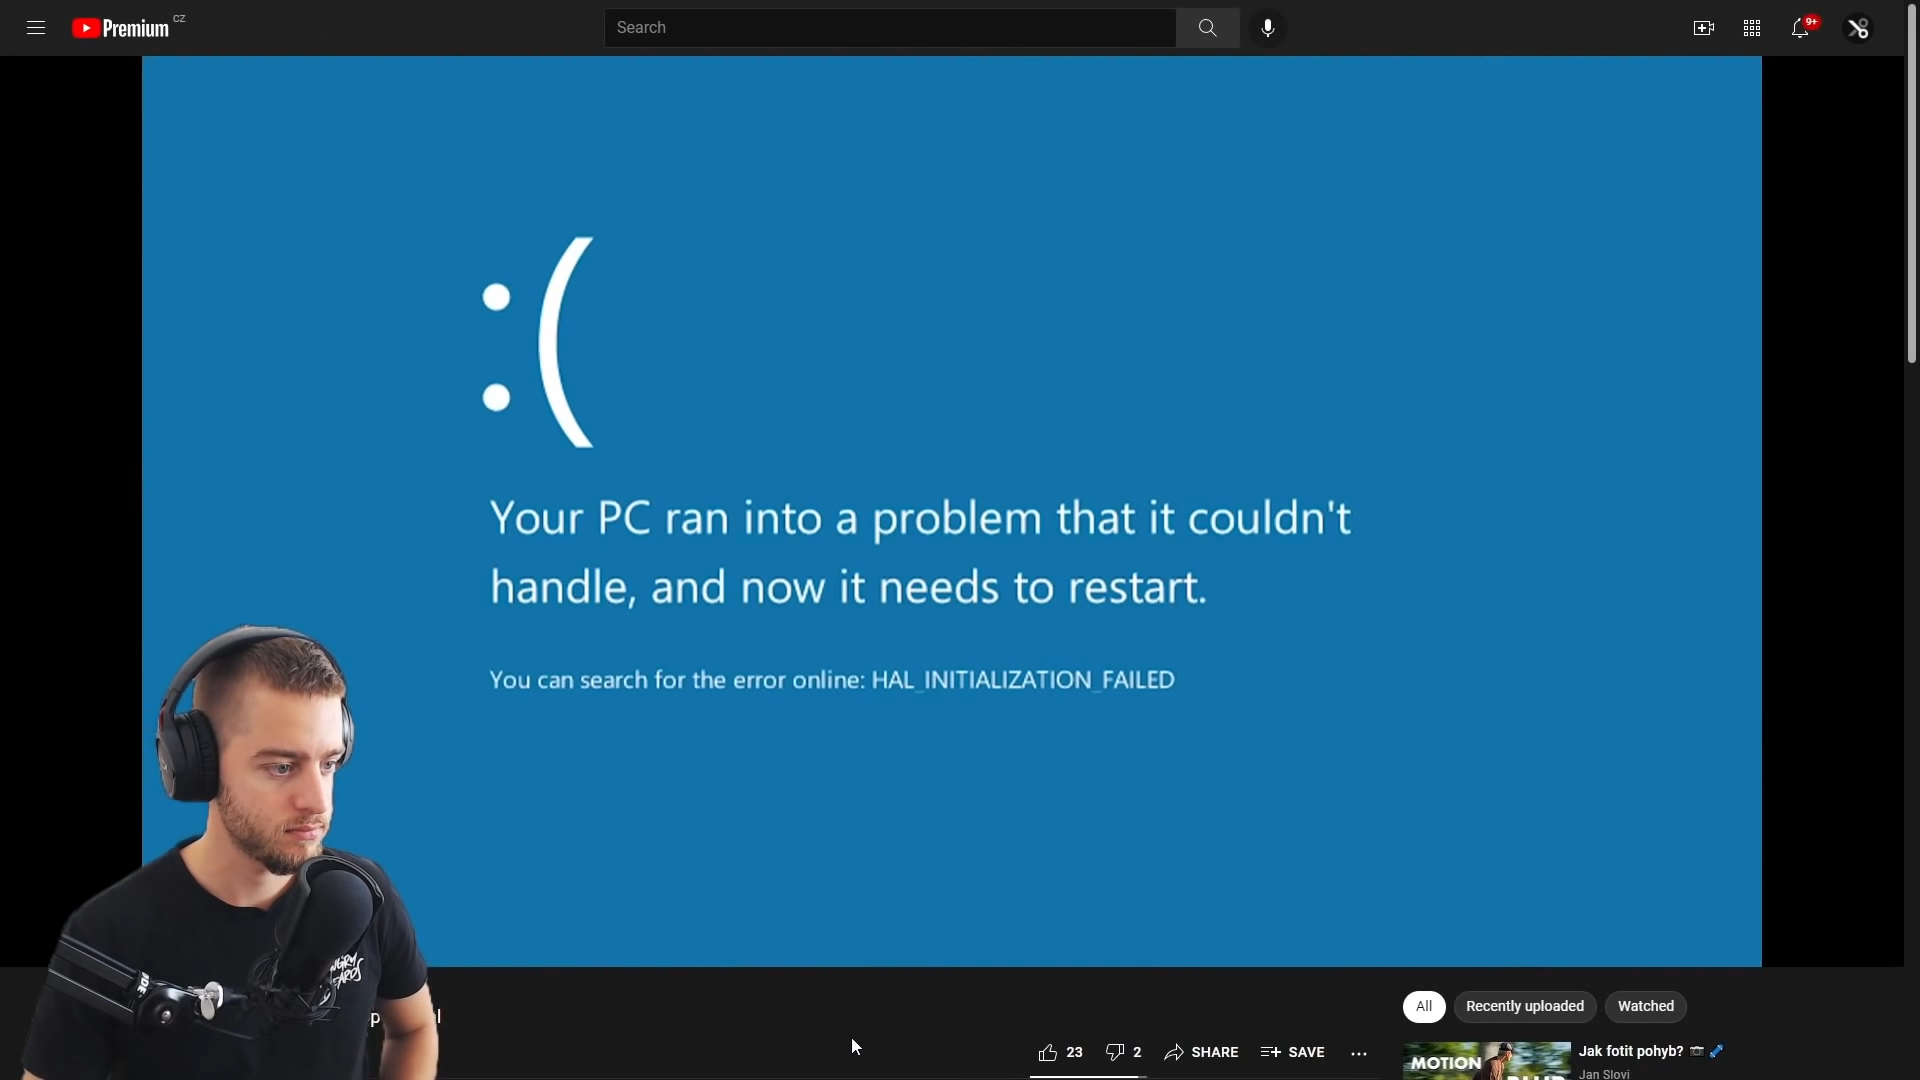 Premium CZ
Search
9+
:(
Your PC ran into a problem that it couldn't
handle, and now it needs to restart.
You can search for the error online: HAL_INITIALIZATION_FAILED
All
Recently uploaded
Watched
23
2
SHARE
SAVE
MOTION
Jak fotit pohyb?
Jan Slovi